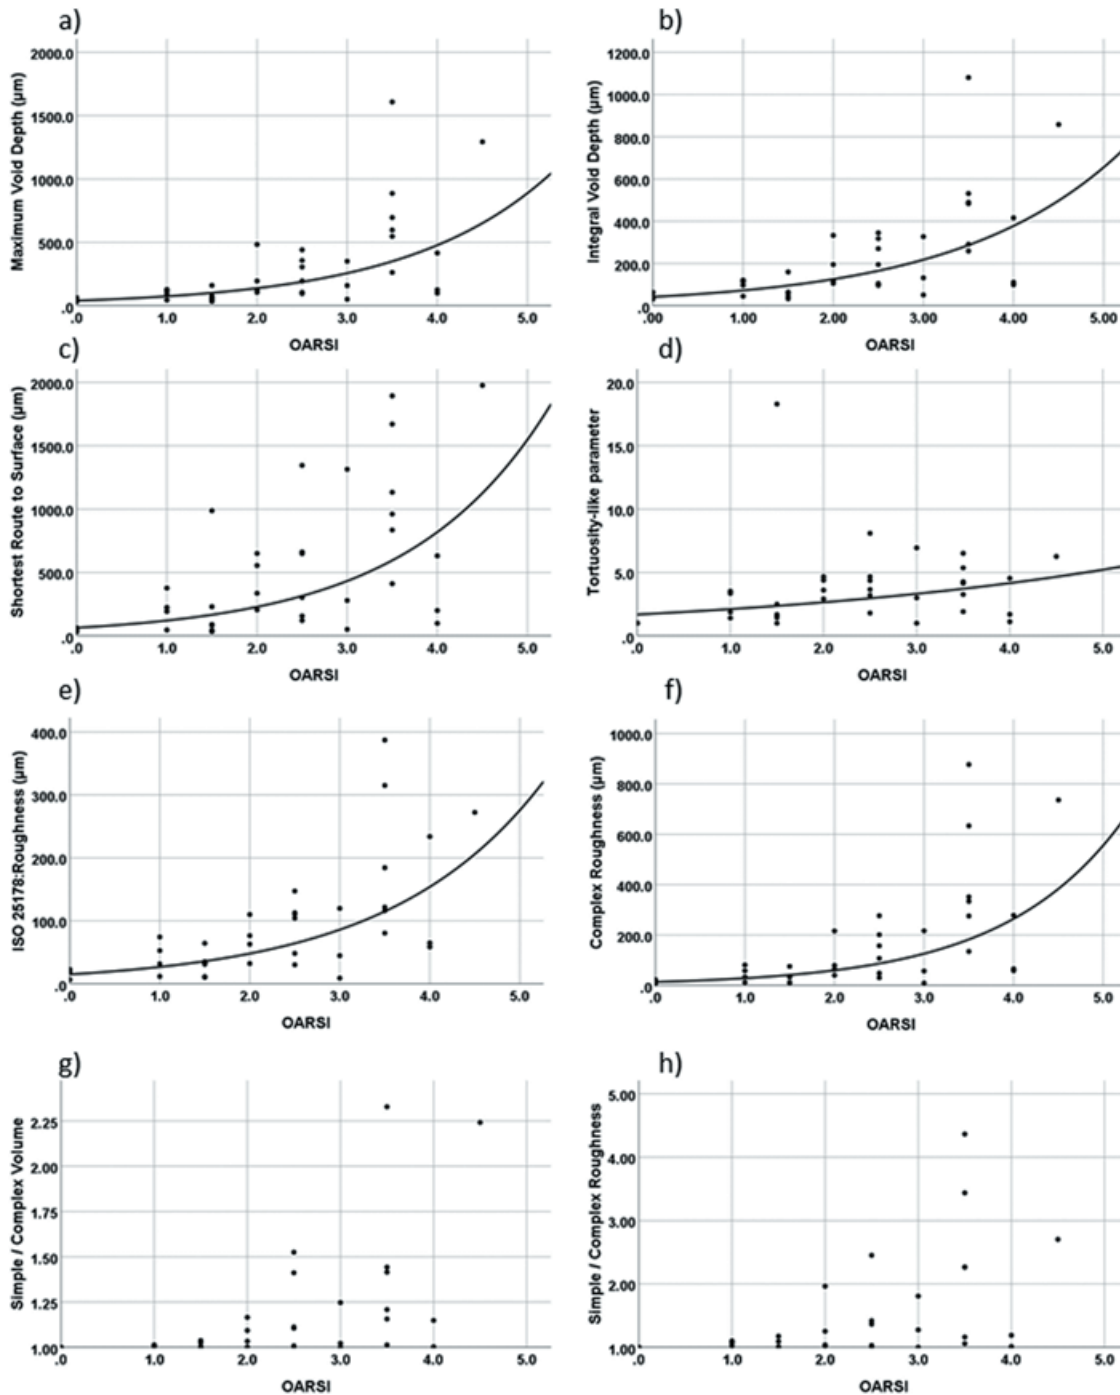 a)
Maximum Void Depth (µm)
2000.0
1500.0
1000.0
500.0
.0
.0 1.0 2.0 3.0 4.0 5.0
OARSI
b)
Integral Void Depth (µm)
1200.0
1000.0
800.0
600.0
400.0
200.0
.0
.00 1.00 2.00 3.00 4.00 5.00
OARSI
c)
Shortest Route to Surface (µm)
2000.0
1500.0
1000.0
500.0
.0
.0 1.0 2.0 3.0 4.0 5.0
OARSI
d)
Tortuosity-like parameter
20.0
15.0
10.0
5.0
.0
.0 1.0 2.0 3.0 4.0 5.0
OARSI
e)
ISO 25178:Roughness (µm)
400.0
300.0
200.0
100.0
.0
.0 1.0 2.0 3.0 4.0 5.0
OARSI
f)
Complex Roughness (µm)
1000.0
800.0
600.0
400.0
200.0
.0
.0 1.0 2.0 3.0 4.0 5.0
OARSI
g)
Simple / Complex Volume
2.25
2.00
1.75
1.50
1.25
1.00
.0 1.0 2.0 3.0 4.0 5.0
OARSI
h)
Simple / Complex Roughness
5.00
4.00
3.00
2.00
1.00
.0 1.0 2.0 3.0 4.0 5.0
OARSI